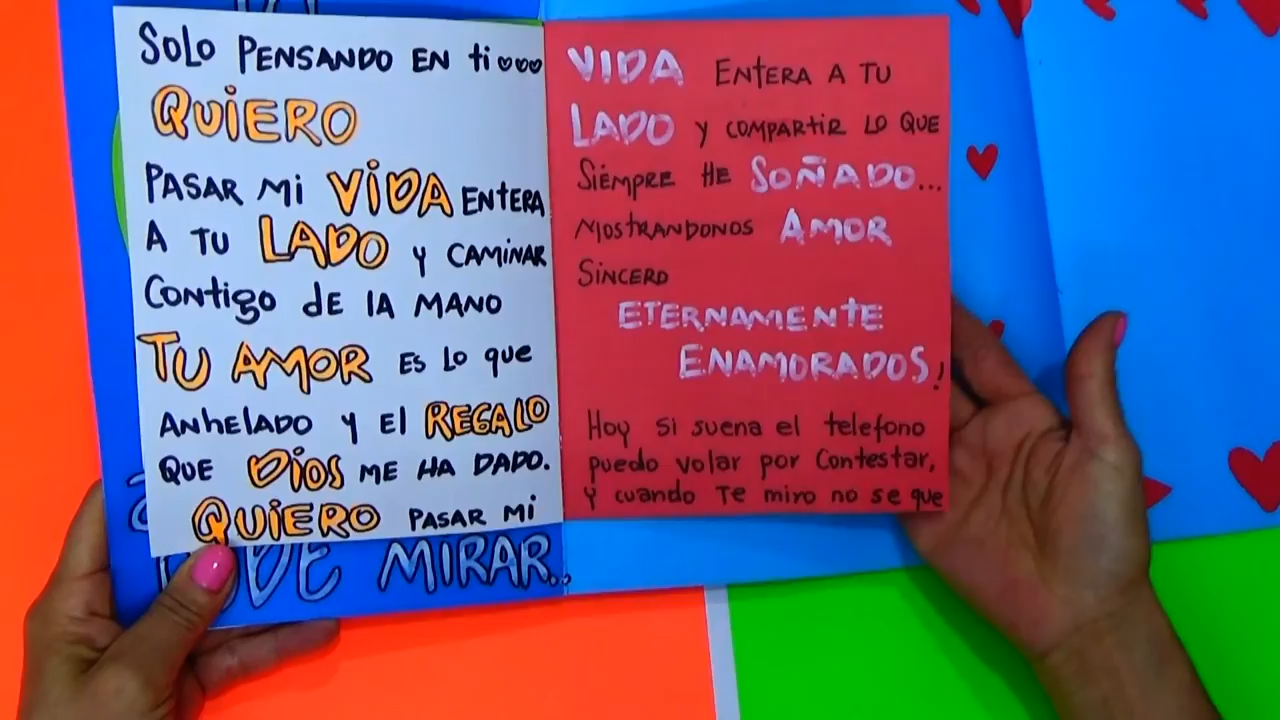 SOLO PENSANDO EN ti
QUIERO
PASAR Mi ViDA ENTERA
A TU LADO Y CAMiNAR
CONtigo dE lA MANO
TU AMOR ES LO que
ANhElADO Y El REGALO
QUE DiOS ME HA DADO.
QUiERO PASAR Mi
VIDA ENtERA A TU
LADO Y COMPARtiR LO QUE
SiEMPRE HE SOÑADO...
MOSTRANDONOS AMOR
SiNCERO
ETERNAMENTE
ENAMORADOS!
Hoy si suena el telefono
puedo volar por Contestar,
Y cuando Te miro no se que
DE MIRAR..